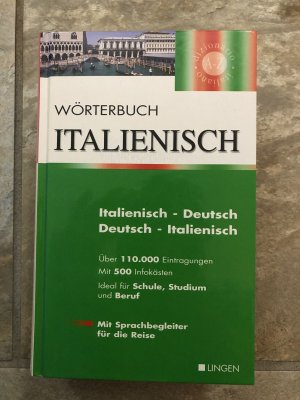 WÖRTERBUCH
ITALIENISCH
Italienisch - Deutsch
Deutsch - Italienisch
Über 110.000 Eintragungen
Mit 500 Infokästen
Ideal für Schule, Studium
und Beruf
Mit Sprachbegleiter
für die Reise
LINGEN